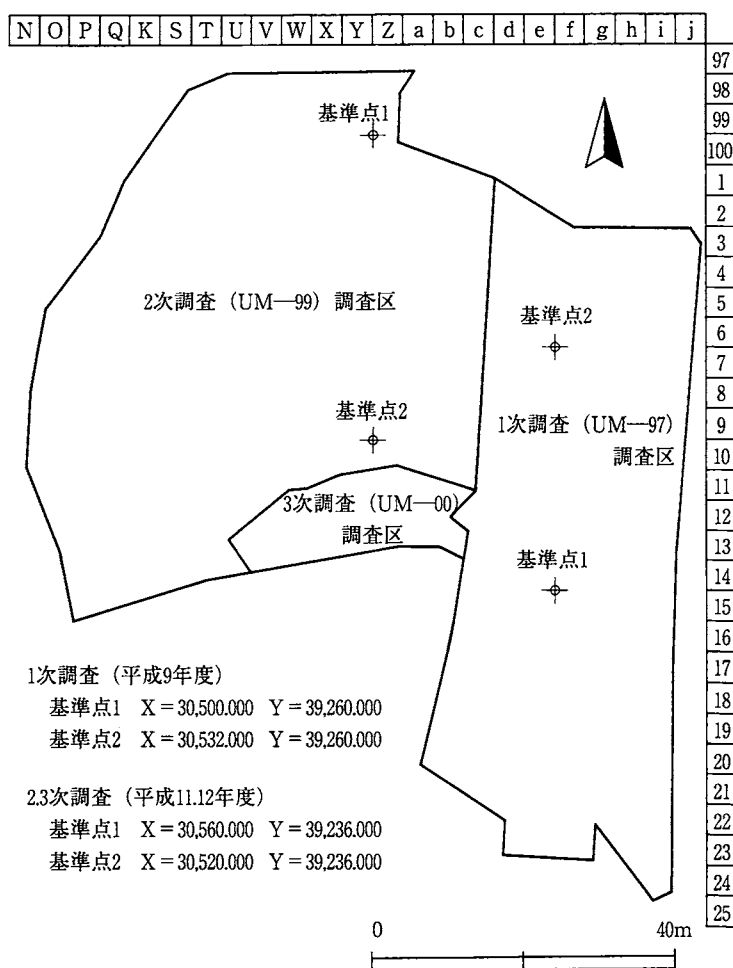 N O P Q K S T U V W X Y Z a b c d e f g h i j
97
98
99
100
1
2
3
4
5
6
7
8
9
10
11
12
13
14
15
16
17
18
19
20
21
22
23
24
25
基準点1
2次調査（UM―99）調査区
基準点2
基準点2
1次調査（UM―97）
調査区
3次調査（UM―00）
調査区
基準点1
1次調査（平成9年度）
基準点1 X＝30,500.000 Y＝39,260.000
基準点2 X＝30,532.000 Y＝39,260.000
2.3次調査（平成11.12年度）
基準点1 X＝30,560.000 Y＝39,236.000
基準点2 X＝30,520.000 Y＝39,236.000
0 40m